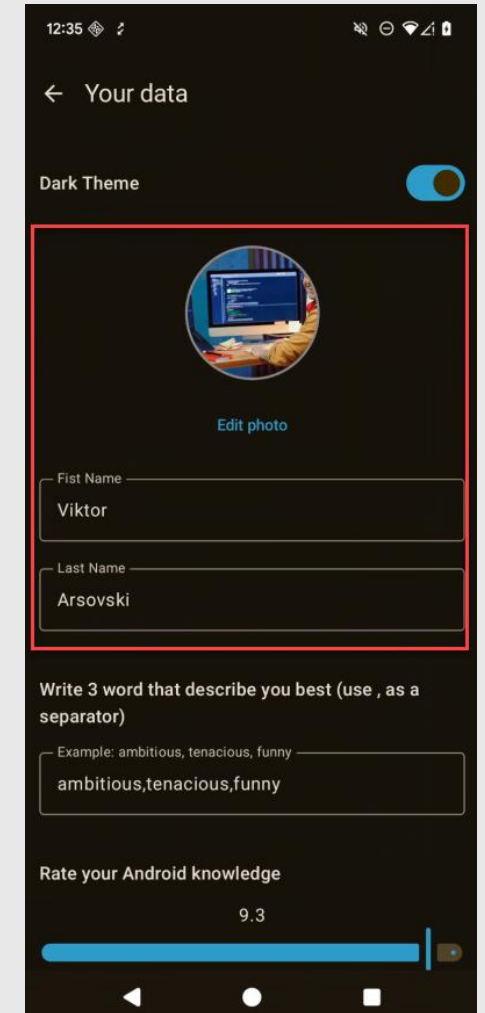 12:35
Your data
Dark Theme
Edit photo
Fist Name
Viktor
Last Name
Arsovski
Write 3 word that describe you best (use , as a
separator)
Example: ambitious, tenacious, funny
ambitious,tenacious,funny
Rate your Android knowledge
9.3